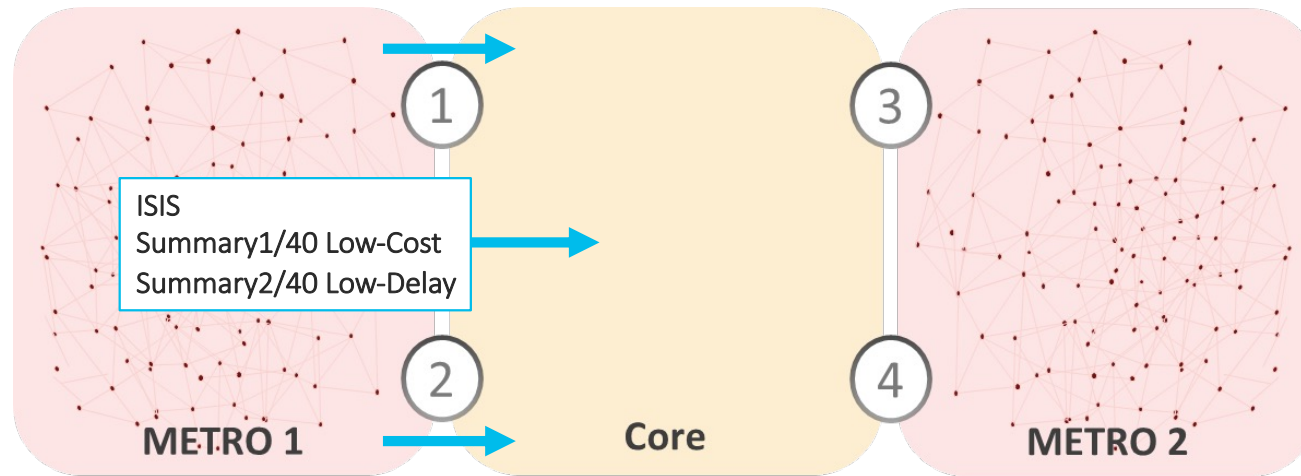 1
3
ISIS
Summary1/40 Low-Cost
Summary2/40 Low-Delay
2
4
METRO 1
Core
METRO 2